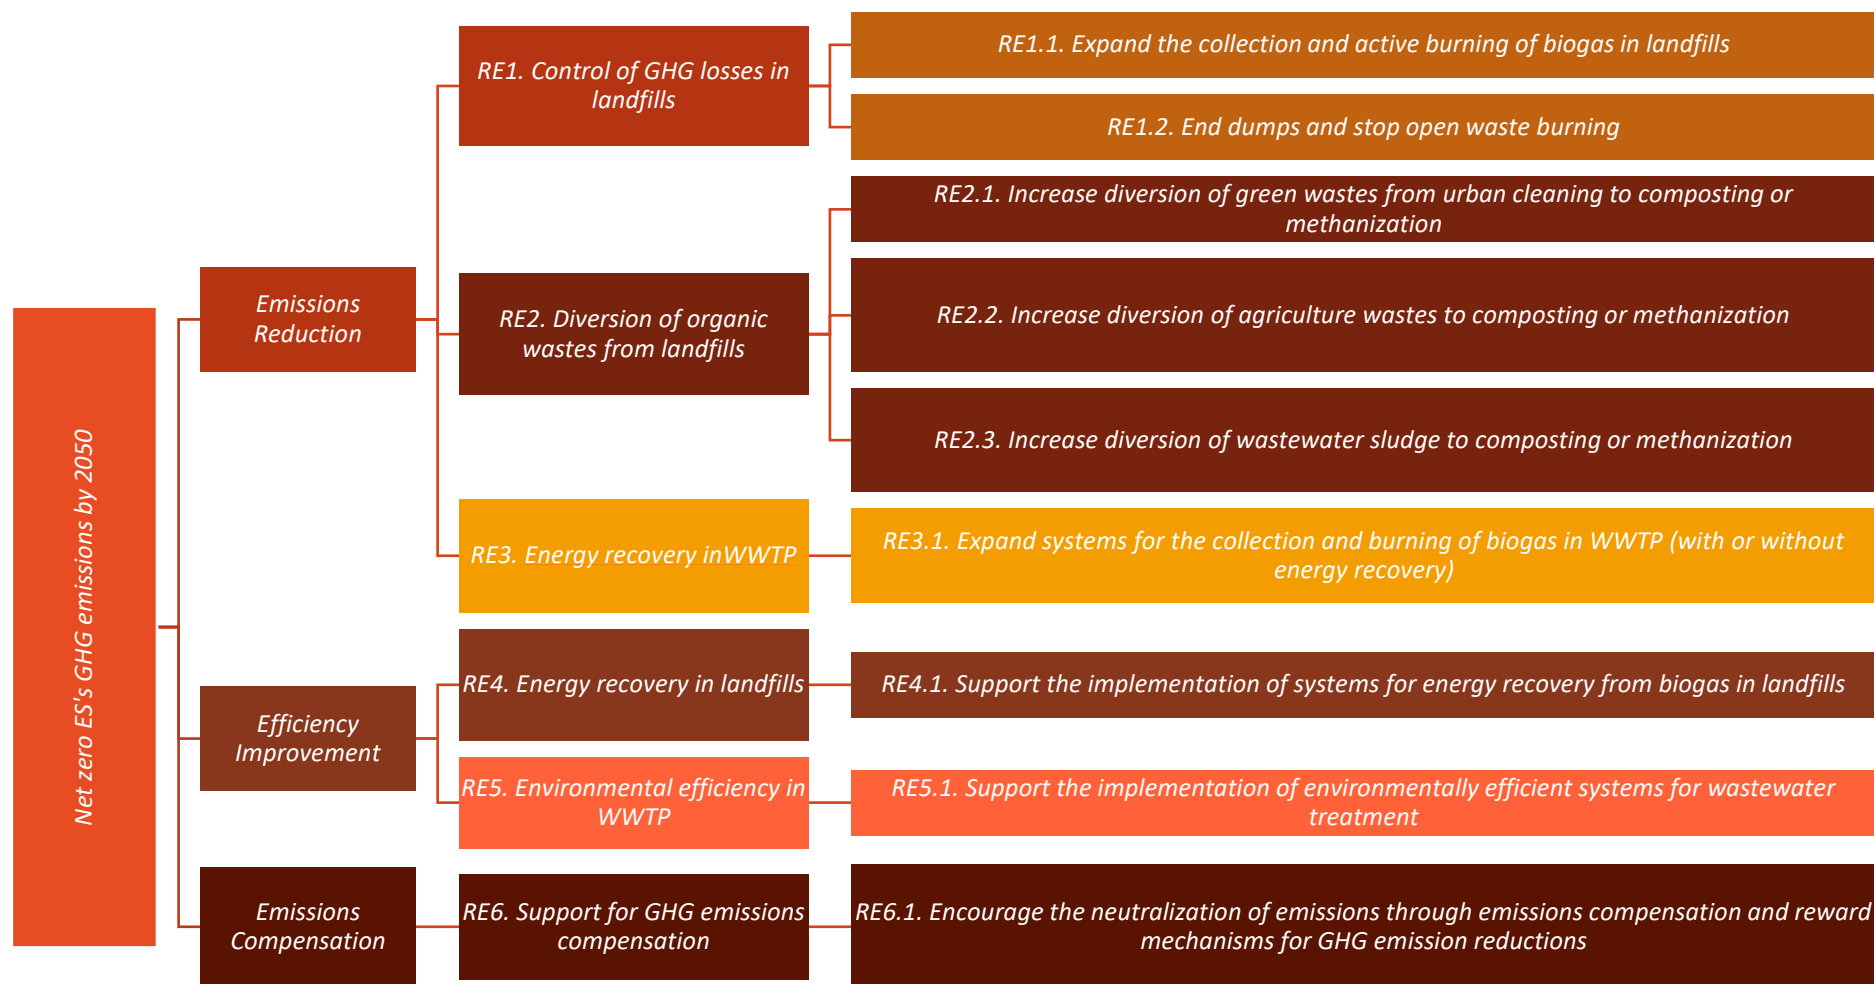 Net zero ES's GHG emissions by 2050
Emissions
Reduction
RE1. Control of GHG losses in
landfills
RE1.1. Expand the collection and active burning of biogas in landfills
RE1.2. End dumps and stop open waste burning
RE2. Diversion of organic
wastes from landfills
RE2.1. Increase diversion of green wastes from urban cleaning to composting or
methanization
RE2.2. Increase diversion of agriculture wastes to composting or methanization
RE2.3. Increase diversion of wastewater sludge to composting or methanization
RE3. Energy recovery inWWTP
RE3.1. Expand systems for the collection and burning of biogas in WWTP (with or without
energy recovery)
Efficiency
Improvement
RE4. Energy recovery in landfills
RE4.1. Support the implementation of systems for energy recovery from biogas in landfills
RE5. Environmental efficiency in
WWTP
RE5.1. Support the implementation of environmentally efficient systems for wastewater
treatment
Emissions
Compensation
RE6. Support for GHG emissions
compensation
RE6.1. Encourage the neutralization of emissions through emissions compensation and reward
mechanisms for GHG emission reductions